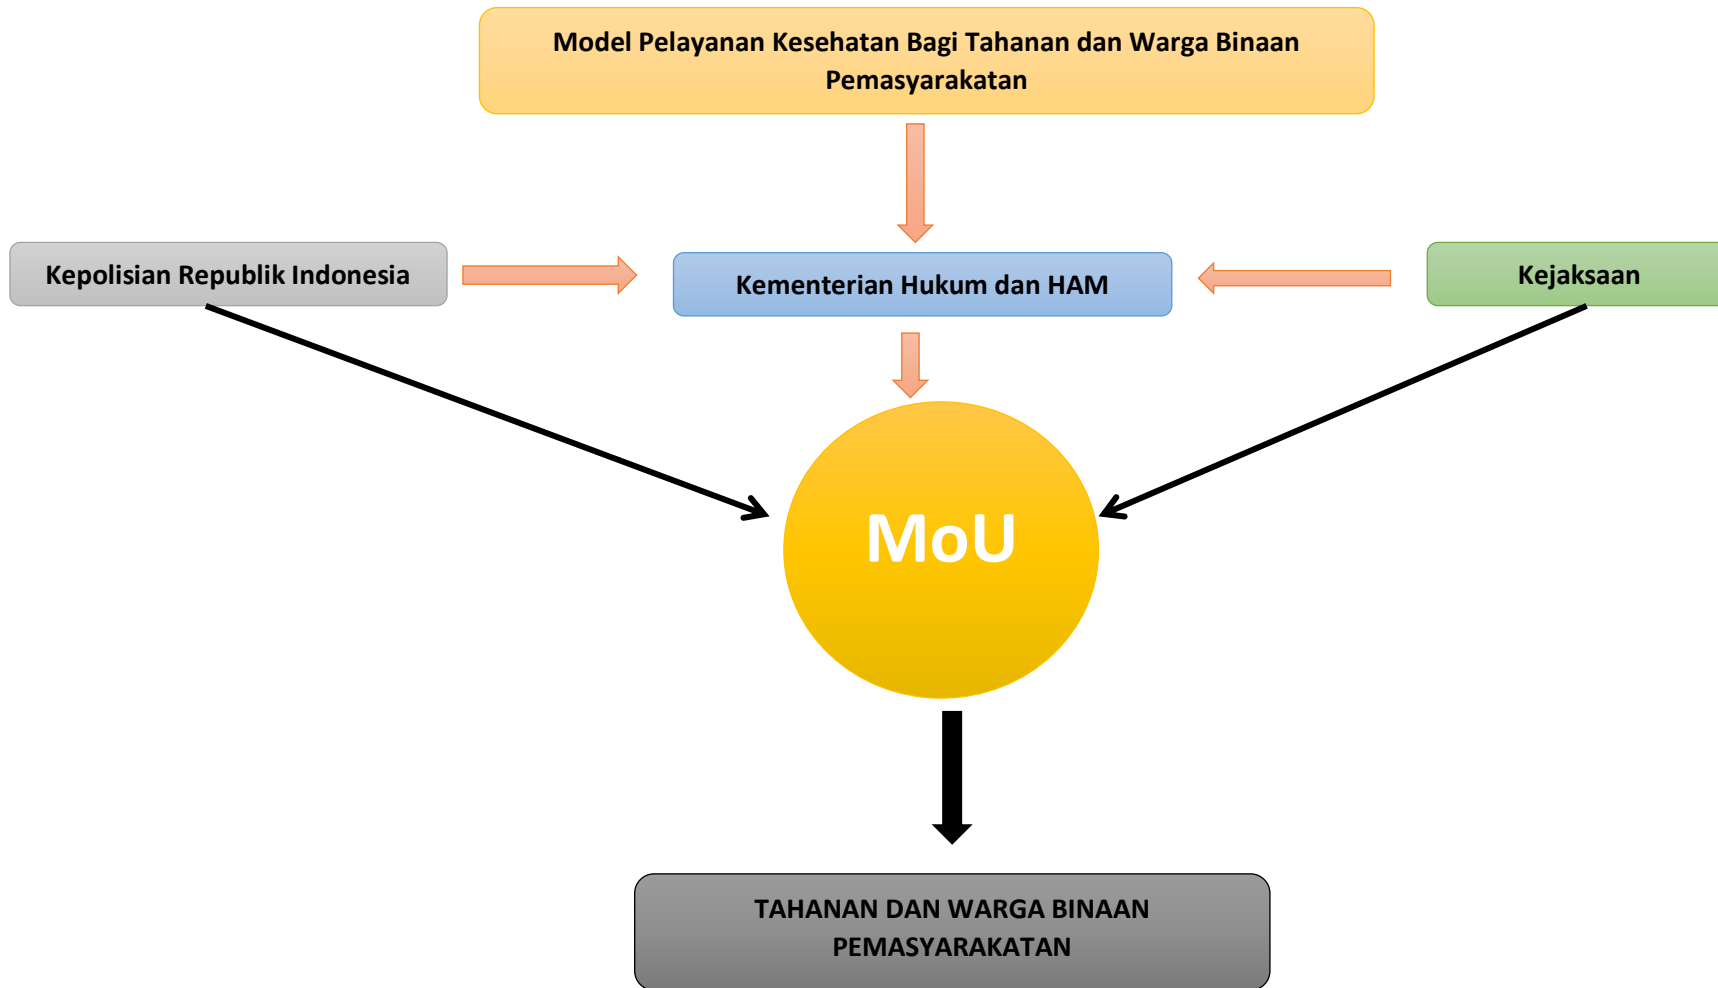 Model Pelayanan Kesehatan Bagi Tahanan dan Warga Binaan
Pemasyarakatan
Kepolisian Republik Indonesia
Kementerian Hukum dan HAM
Kejaksaan
MoU
TAHANAN DAN WARGA BINAAN
PEMASYARAKATAN